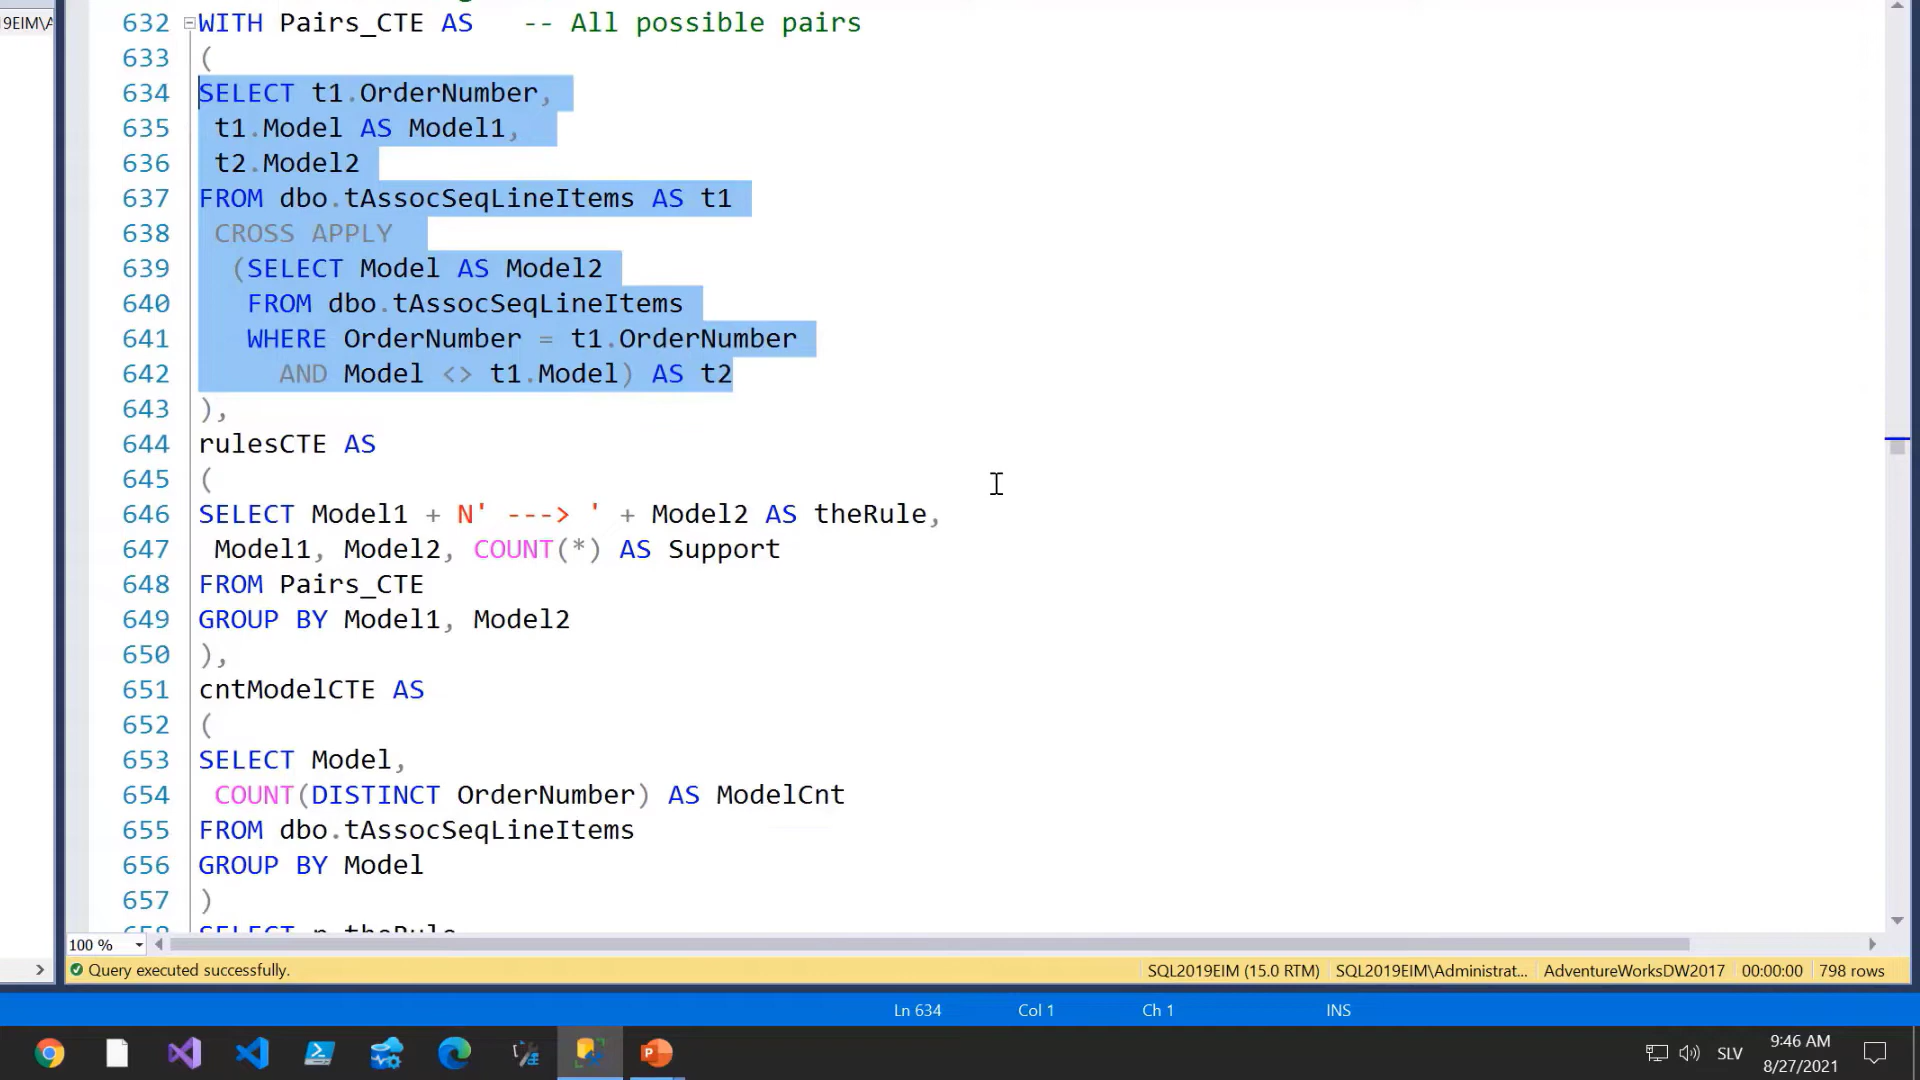 19EIM\A
632 WITH Pairs_CTE AS -- All possible pairs
633 (
634 SELECT t1.OrderNumber,
635 t1.Model AS Model1,
636 t2.Model2
637 FROM dbo.tAssocSeqLineItems AS t1
638 CROSS APPLY
639 (SELECT Model AS Model2
640 FROM dbo.tAssocSeqLineItems
641 WHERE OrderNumber = t1.OrderNumber
642 AND Model <> t1.Model) AS t2
643 ),
644 rulesCTE AS
645 (
646 SELECT Model1 + N' ---> ' + Model2 AS theRule,
647 Model1, Model2, COUNT(*) AS Support
648 FROM Pairs_CTE
649 GROUP BY Model1, Model2
650 ),
651 cntModelCTE AS
652 (
653 SELECT Model,
654 COUNT(DISTINCT OrderNumber) AS ModelCnt
655 FROM dbo.tAssocSeqLineItems
656 GROUP BY Model
657 )
658 SELECT r.theRule
100 %
Query executed successfully. SQL2019EIM (15.0 RTM) SQL2019EIM\Administrat... AdventureWorksDW2017 00:00:00 798 rows
Ln 634 Col 1 Ch 1 INS
SLV 9:46 AM
8/27/2021